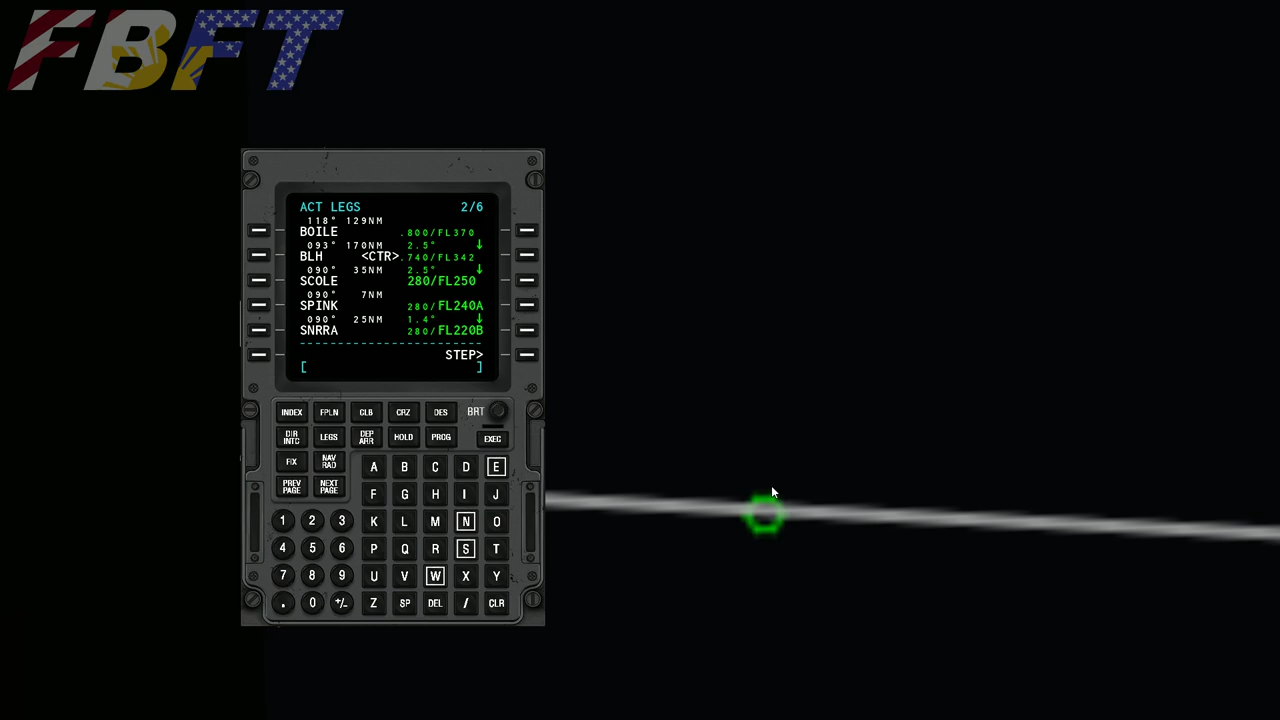 FBFT
ACT LEGS 2/6
118° 129NM
BOILE .800/FL370
093° 170NM 2.5° ↓
BLH <CTR>.740/FL342
090° 35NM 2.5° ↓
SCOLE 280/FL250
090° 7NM
SPINK 280/FL240A
090° 25NM 1.4° ↓
SNRRA 280/FL220B
------------------------
STEP>
[ ]
INDEX FPLN CLB CRZ DES BRT
DIR INTC LEGS DEP ARR HOLD PROG EXEC
FIX NAV RAD
PREV PAGE NEXT PAGE
A B C D E
F G H I J
1 2 3 K L M N O
4 5 6 P Q R S T
7 8 9 U V W X Y
. 0 +/- Z SP DEL / CLR